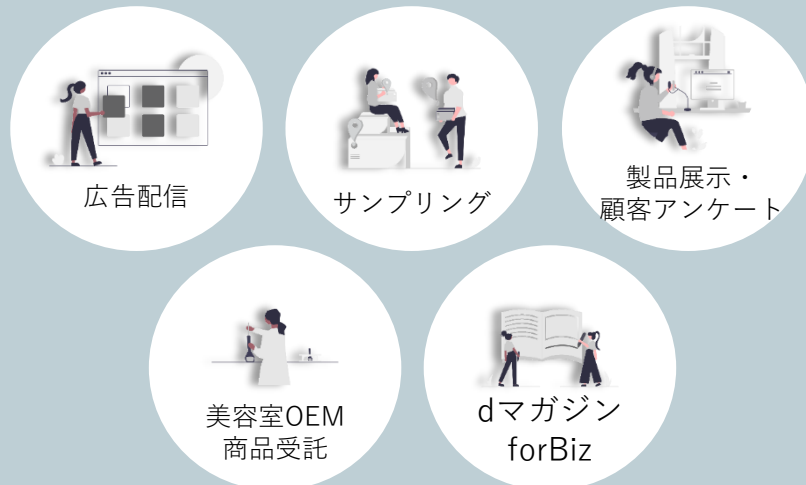 広告配信
サンプリング
製品展示・
顧客アンケート
美容室OEM
商品受託
dマガジン
forBiz